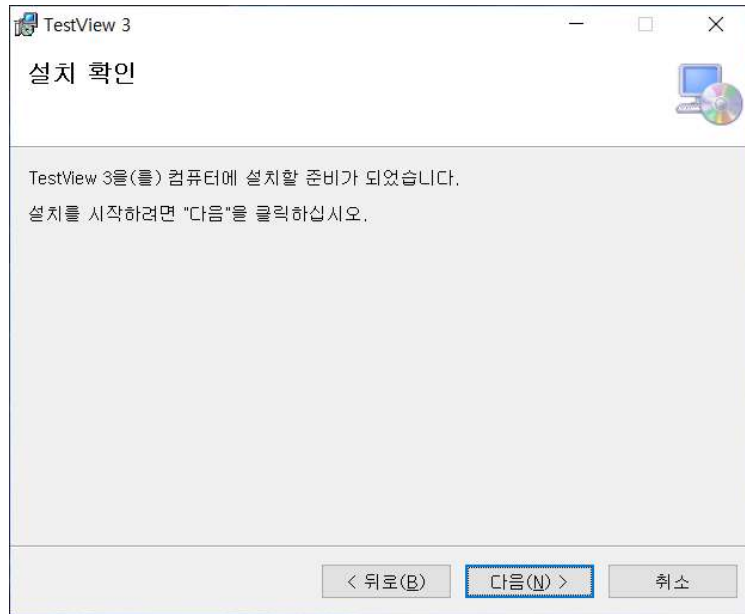 TestView 3
설치 확인
TestView 3을(를) 컴퓨터에 설치할 준비가 되었습니다.
설치를 시작하려면 "다음"을 클릭하십시오.
< 뒤로(B) 다음(N) > 취소